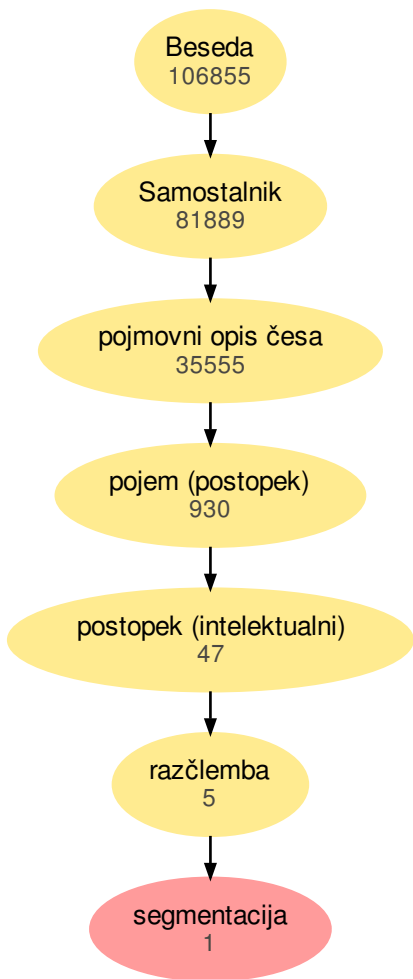 Beseda
106855
Samostalnik
81889
pojmovni opis česa
35555
pojem (postopek)
930
postopek (intelektualni)
47
razčlemba
5
segmentacija
1